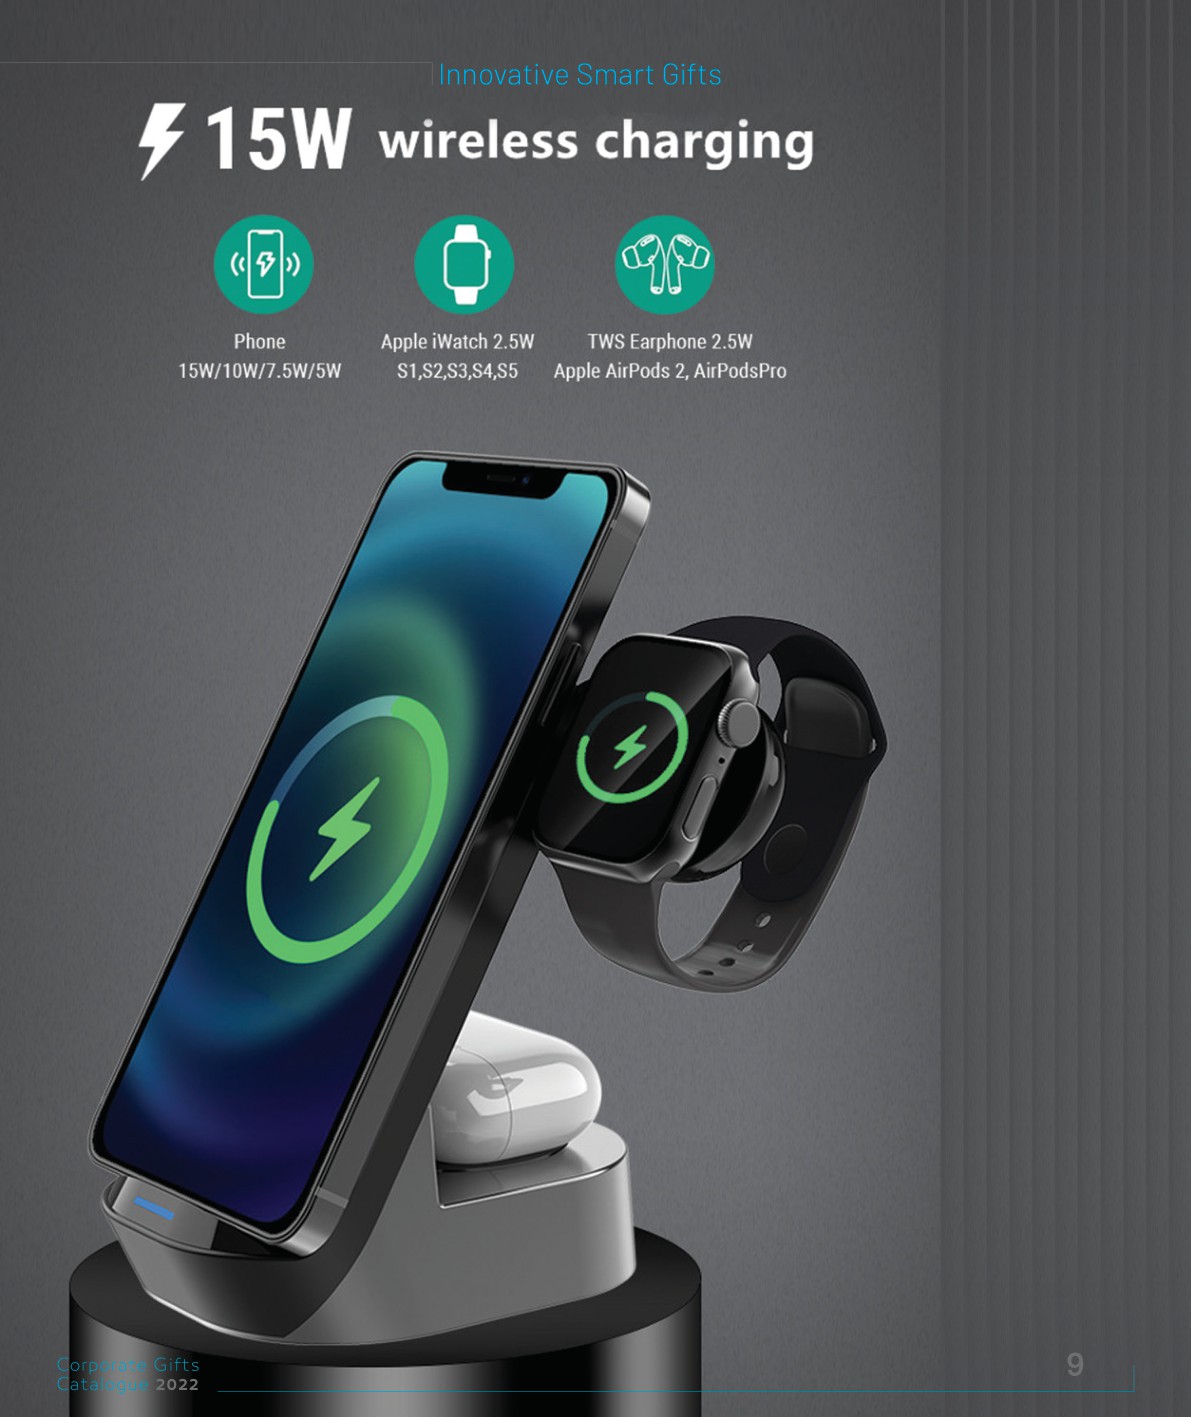 Innovative Smart Gifts
15W wireless charging
Phone
15W/10W/7.5W/5W
Apple iWatch 2.5W
S1,S2,S3,S4,S5
TWS Earphone 2.5W
Apple AirPods 2, AirPodsPro
Corporate Gifts
Catalogue 2022
9